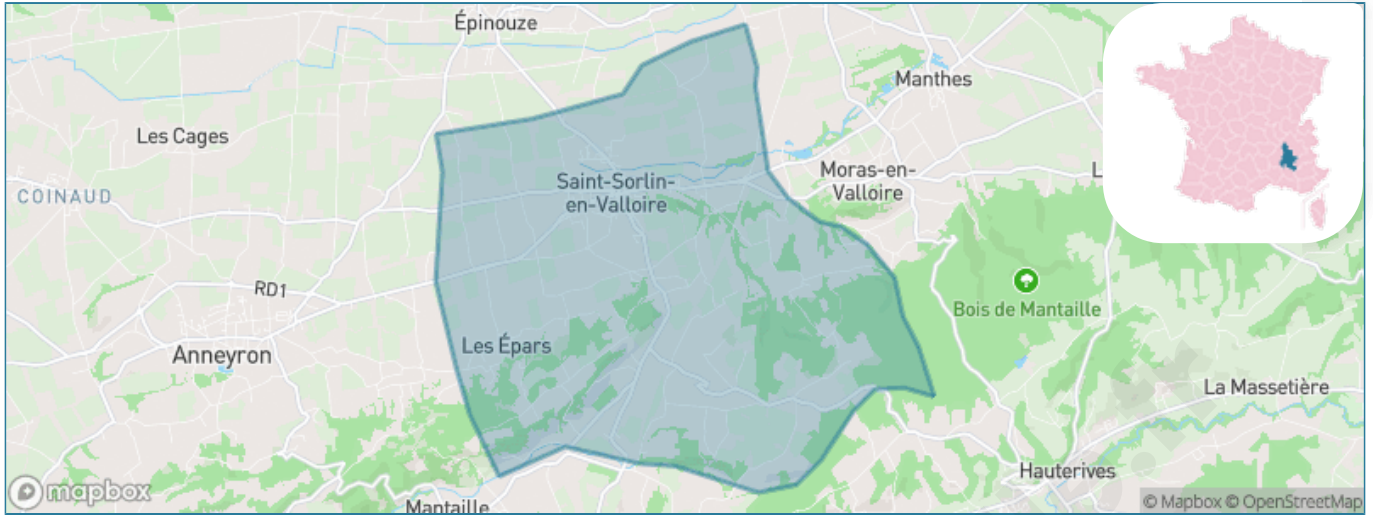 Épinouze
Manthes
Les Cages
Saint-Sorlin-
en-Valloire
Moras-en-
Valloire
L
COINAUD
RD1
Bois de Mantaille
Les Épars
Anneyron
La Massetière
Hauterives
mapbox
Mantaille
© Mapbox © OpenStreetMap